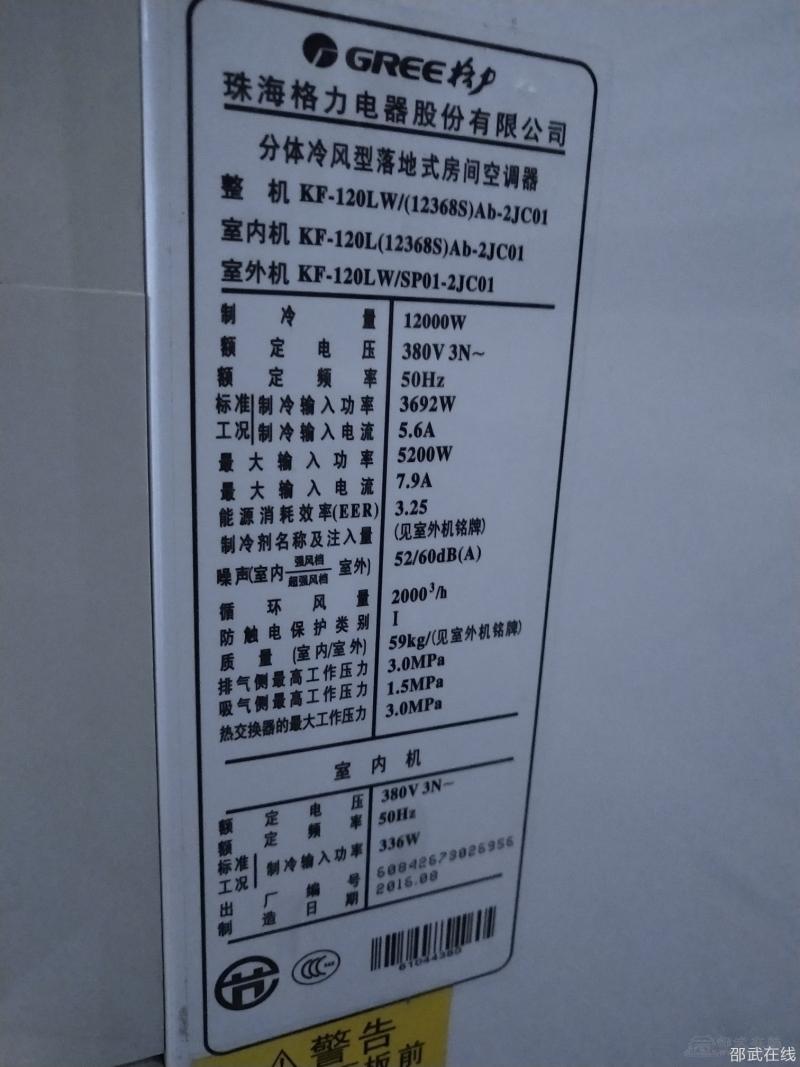 GREE格力
珠海格力电器股份有限公司
分体冷风型落地式房间空调器
整 机 KF-120LW/(12368S)Ab-2JC01
室内机 KF-120L(12368S)Ab-2JC01
室外机 KF-120LW/SP01-2JC01
制冷量 12000W
额定电压 380V 3N~
额定频率 50Hz
标准工况 制冷输入功率 3692W
制冷输入电流 5.6A
最大输入功率 5200W
最大输入电流 7.9A
能源消耗效率(EER) 3.25
制冷剂名称及注入量 (见室外机铭牌)
噪声(室内 强风档/超强风档 室外) 52/60dB(A)
循环风量 2000³/h
防触电保护类别 I
质量(室内/室外) 59kg/(见室外机铭牌)
排气侧最高工作压力 3.0MPa
吸气侧最高工作压力 1.5MPa
热交换器的最大工作压力 3.0MPa
室内机
额定电压 380V 3N~
额定频率 50Hz
标准工况 制冷输入功率 336W
出厂编号 60842679026956
制造日期 2016.08
CCC
61044380
警告
板前
邵武在线